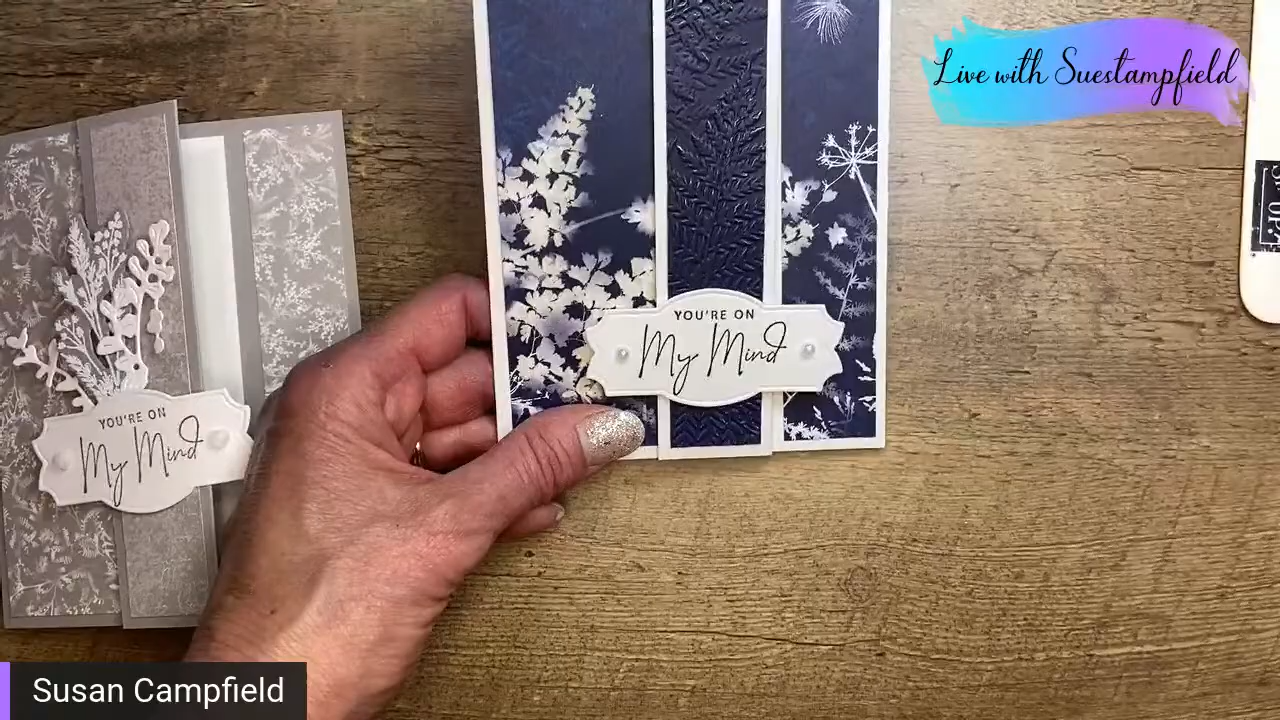 Live with Suestampfield
YOU'RE ON
My Mind
YOU'RE ON
My Mind
Susan Campfield